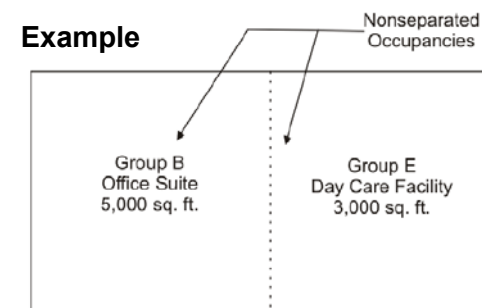 Example
Nonseparated
Occupancies
Group B
Office Suite
5,000 sq. ft.
Group E
Day Care Facility
3,000 sq. ft.